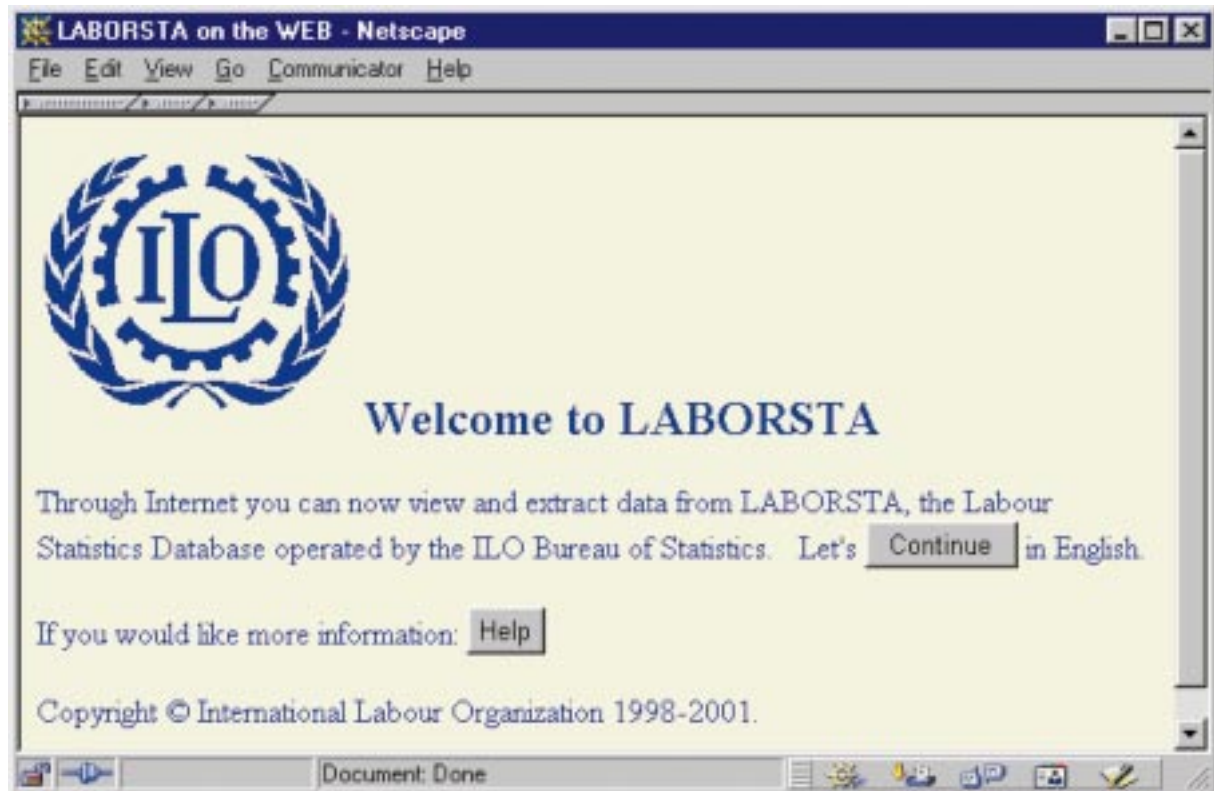 LABORSTA on the WEB - Netscape
File Edit View Go Communicator Help
ILO
Welcome to LABORSTA
Through Internet you can now view and extract data from LABORSTA, the Labour
Statistics Database operated by the ILO Bureau of Statistics. Let's Continue in English.
If you would like more information: Help
Copyright © International Labour Organization 1998-2001.
Document: Done